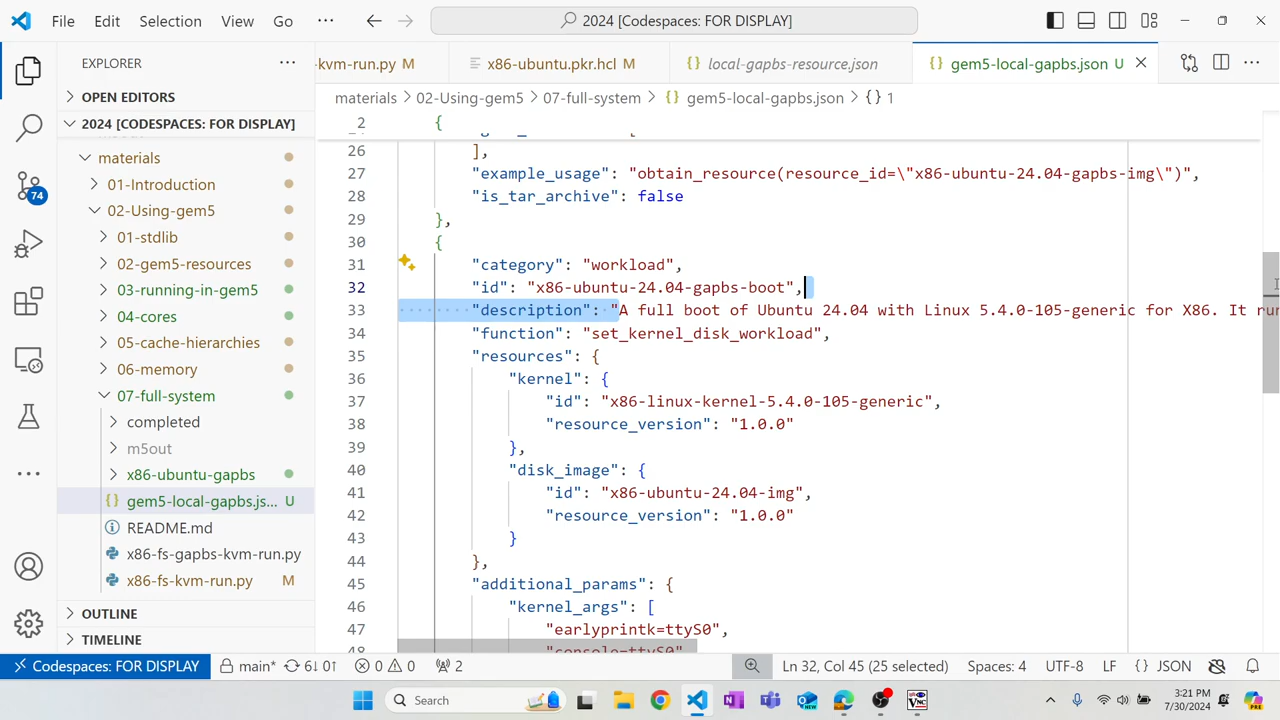 File Edit Selection View Go ··· 2024 [Codespaces: FOR DISPLAY]
EXPLORER ···
-kvm-run.py M x86-ubuntu.pkr.hcl M local-gapbs-resource.json gem5-local-gapbs.json U
materials > 02-Using-gem5 > 07-full-system > {} gem5-local-gapbs.json > {} 1
OPEN EDITORS
2024 [CODESPACES: FOR DISPLAY]
materials
01-Introduction
02-Using-gem5
01-stdlib
02-gem5-resources
03-running-in-gem5
04-cores
05-cache-hierarchies
06-memory
07-full-system
completed
m5out
x86-ubuntu-gapbs
{} gem5-local-gapbs.js... U
README.md
x86-fs-gapbs-kvm-run.py
x86-fs-kvm-run.py M
OUTLINE
TIMELINE
74
2 {
26 ],
27 "example_usage": "obtain_resource(resource_id=\"x86-ubuntu-24.04-gapbs-img\")",
28 "is_tar_archive": false
29 },
30 {
31 "category": "workload",
32 "id": "x86-ubuntu-24.04-gapbs-boot",
33 "description": "A full boot of Ubuntu 24.04 with Linux 5.4.0-105-generic for X86. It run
34 "function": "set_kernel_disk_workload",
35 "resources": {
36 "kernel": {
37 "id": "x86-linux-kernel-5.4.0-105-generic",
38 "resource_version": "1.0.0"
39 },
40 "disk_image": {
41 "id": "x86-ubuntu-24.04-img",
42 "resource_version": "1.0.0"
43 }
44 },
45 "additional_params": {
46 "kernel_args": [
47 "earlyprintk=ttyS0",
48 "console=ttyS0",
Codespaces: FOR DISPLAY main* 6↓ 0↑ 0 0 2 Ln 32, Col 45 (25 selected) Spaces: 4 UTF-8 LF {} JSON
Search
3:21 PM
7/30/2024